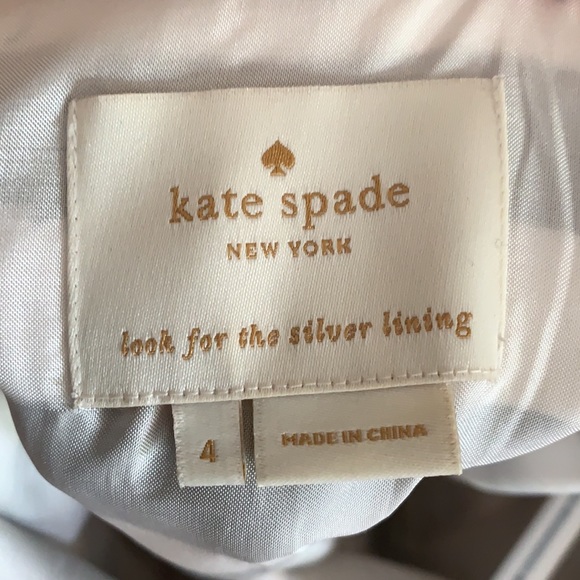 kate spade
NEW YORK
look for the silver lining
4
MADE IN CHINA